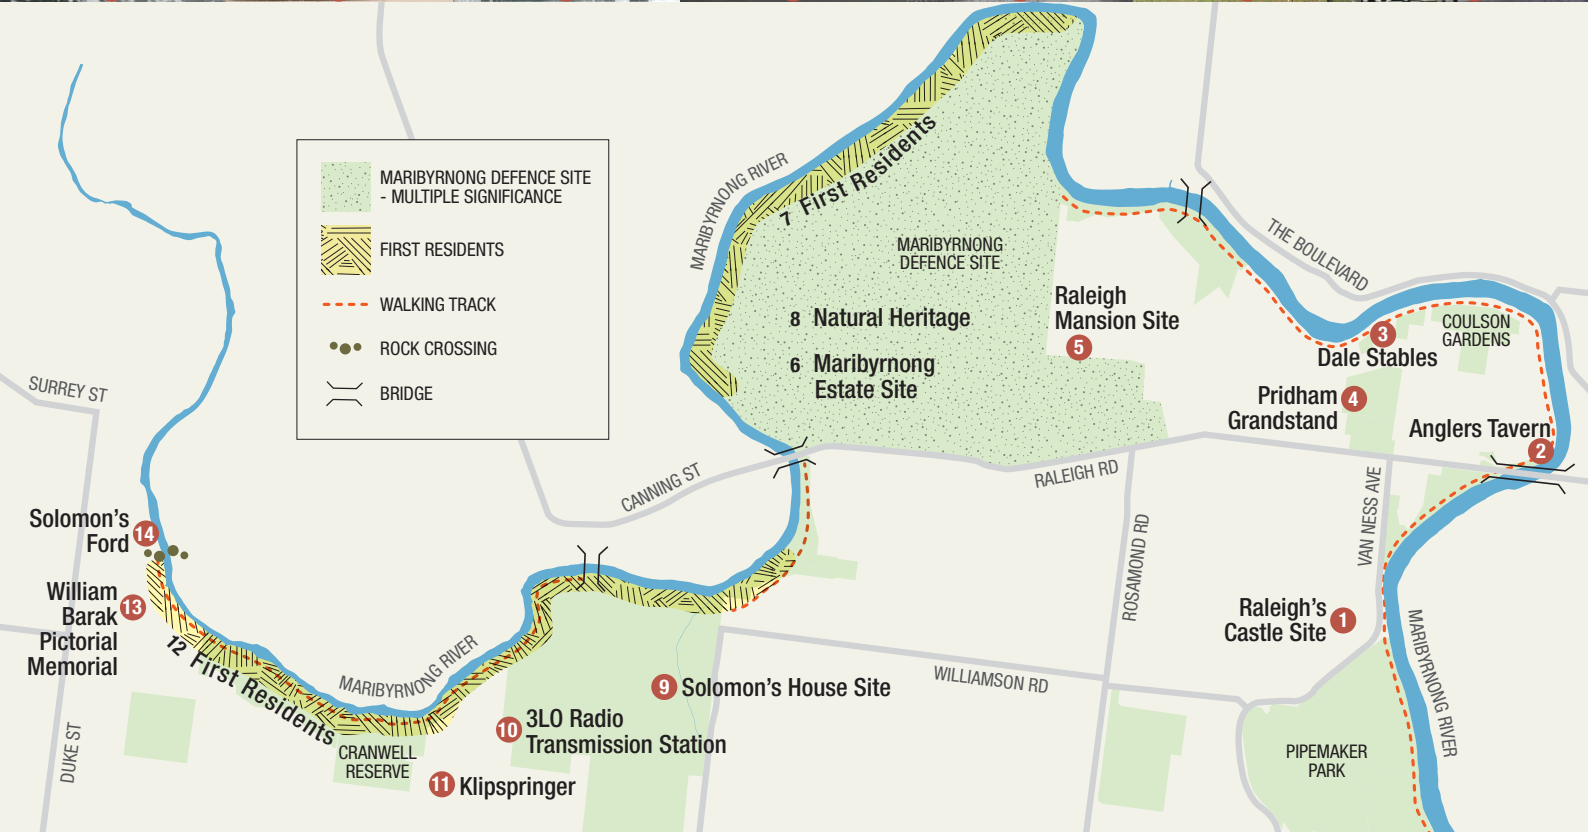 MARIBYRNONG DEFENCE SITE
- MULTIPLE SIGNIFICANCE
FIRST RESIDENTS
WALKING TRACK
ROCK CROSSING
BRIDGE
SURREY ST
MARIBYRNONG RIVER
7 First Residents
MARIBYRNONG
DEFENCE SITE
8 Natural Heritage
6 Maribyrnong
Estate Site
Raleigh
Mansion Site
5
THE BOULEVARD
3
Dale Stables
COULSON
GARDENS
Pridham
Grandstand
4
Anglers Tavern
2
CANNING ST
RALEIGH RD
VAN NESS AVE
ROSAMOND RD
Solomon's
Ford
14
William
Barak
Pictorial
Memorial
13
12 First Residents
MARIBYRNONG RIVER
Raleigh's
Castle Site
1
MARIBYRNONG RIVER
WILLIAMSON RD
9 Solomon's House Site
10 3LO Radio
Transmission Station
CRANWELL
RESERVE
11 Klipspringer
DUKE ST
PIPEMAKER
PARK